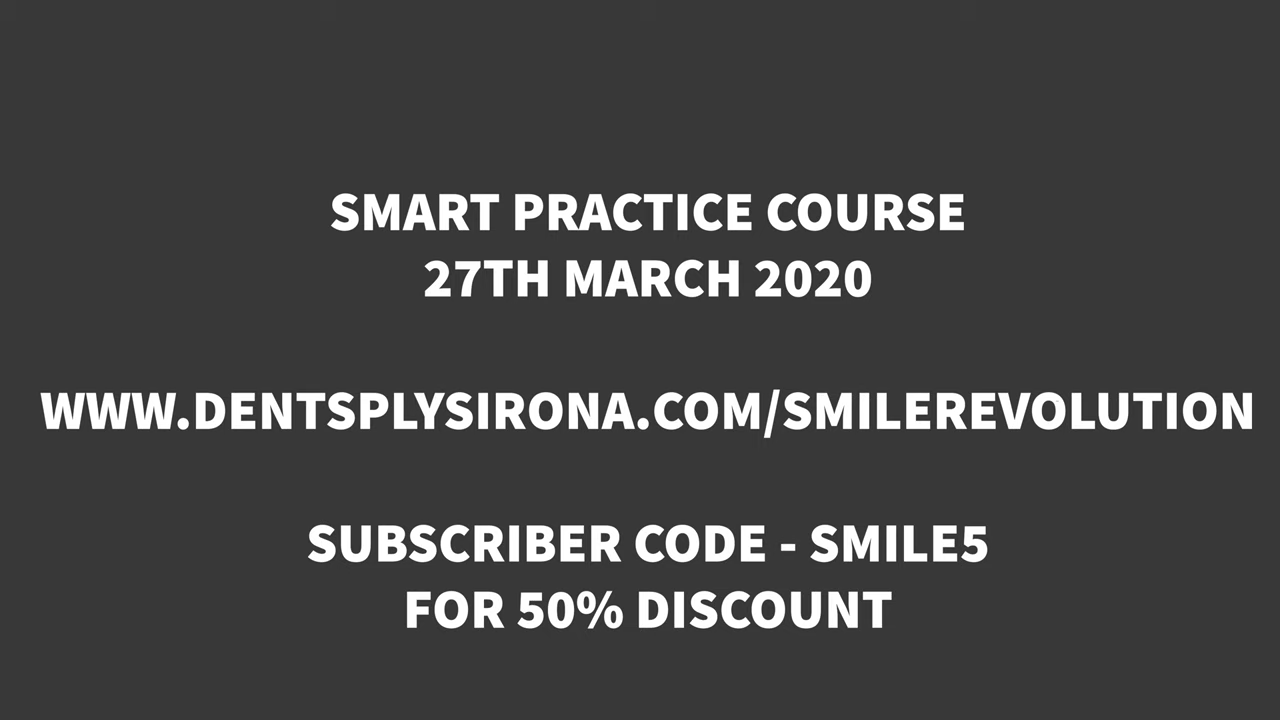 SMART PRACTICE COURSE
27TH MARCH 2020
WWW.DENTSPLYSIRONA.COM/SMILEREVOLUTION
SUBSCRIBER CODE - SMILE5
FOR 50% DISCOUNT